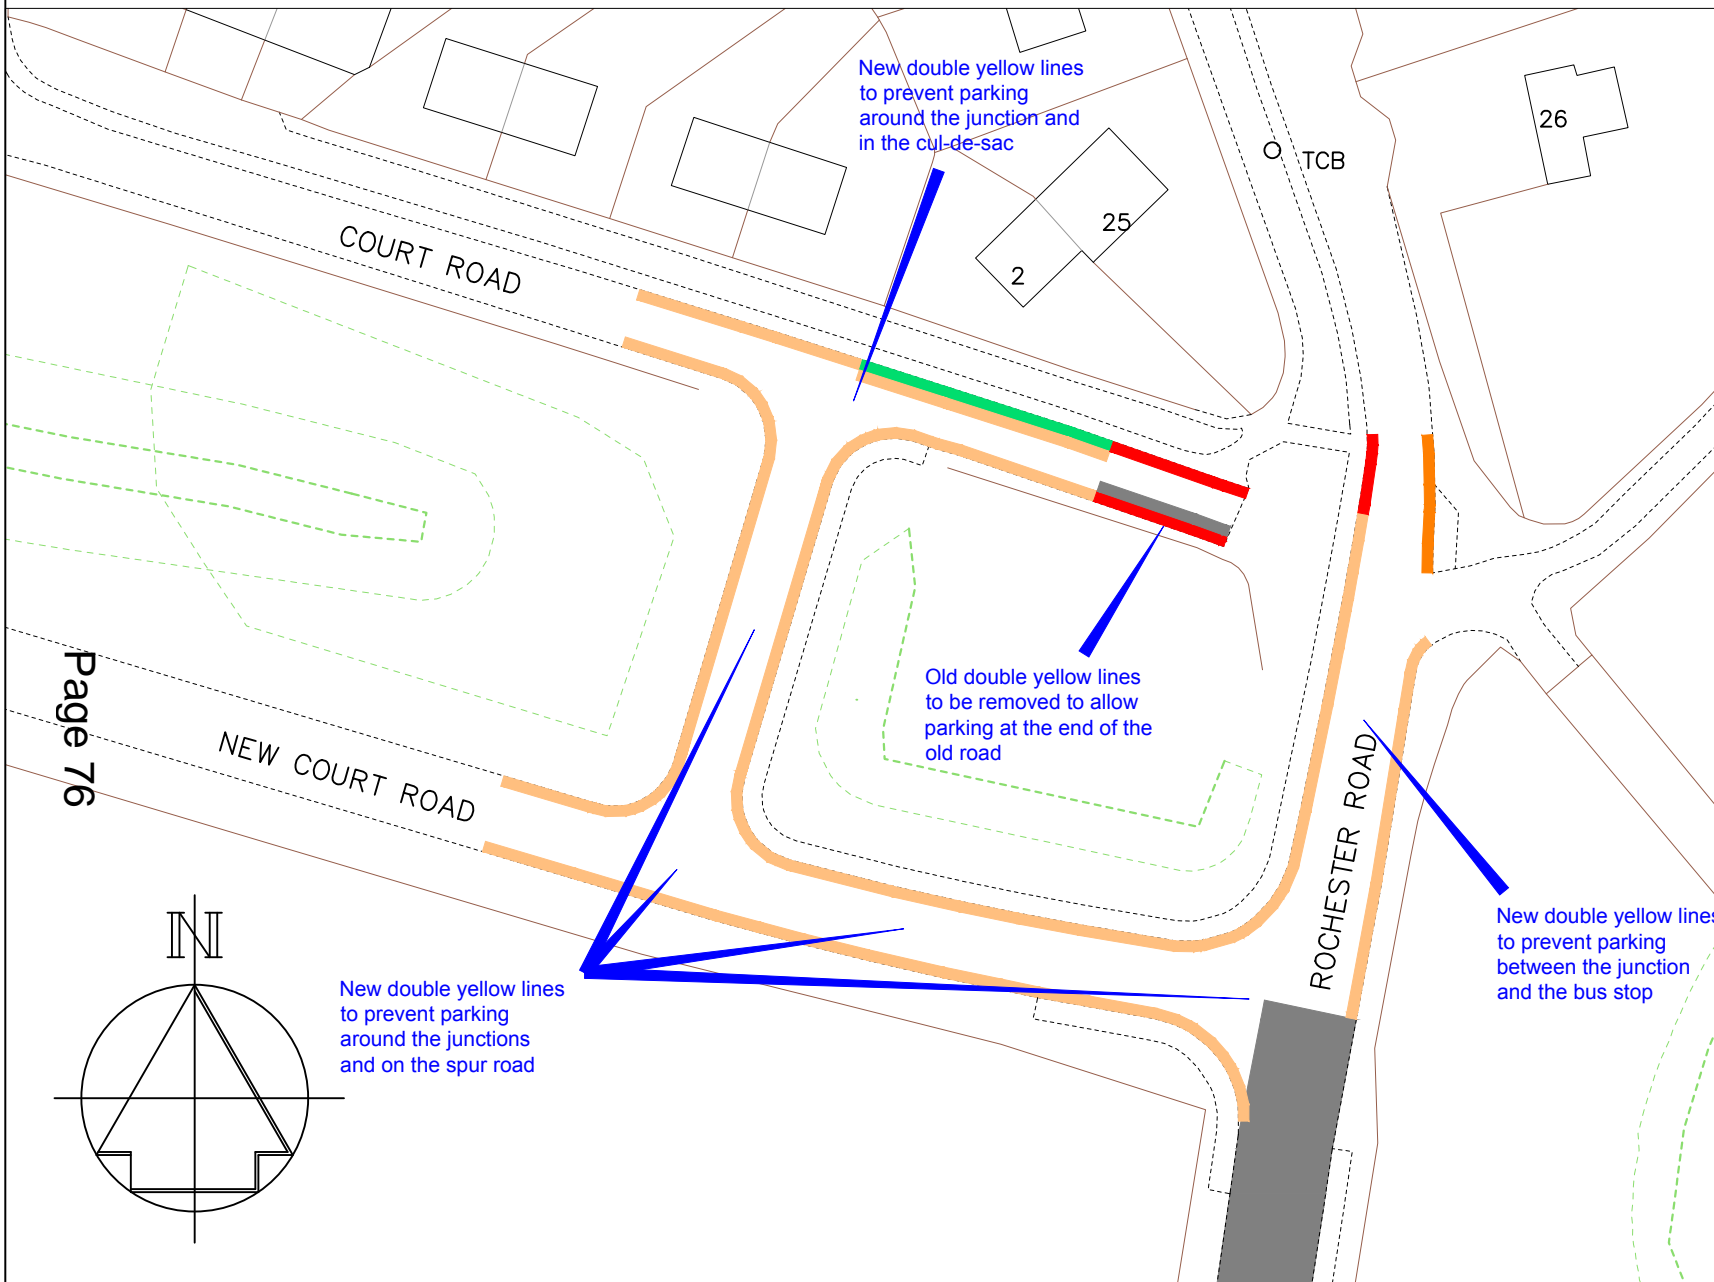 New double yellow lines
to prevent parking
around the junction and
in the cul-de-sac
26
TCB
25
2
COURT ROAD
Old double yellow lines
to be removed to allow
parking at the end of the
old road
Page 76
NEW COURT ROAD
ROCHESTER ROAD
New double yellow lines
to prevent parking
between the junction
and the bus stop
N
New double yellow lines
to prevent parking
around the junctions
and on the spur road